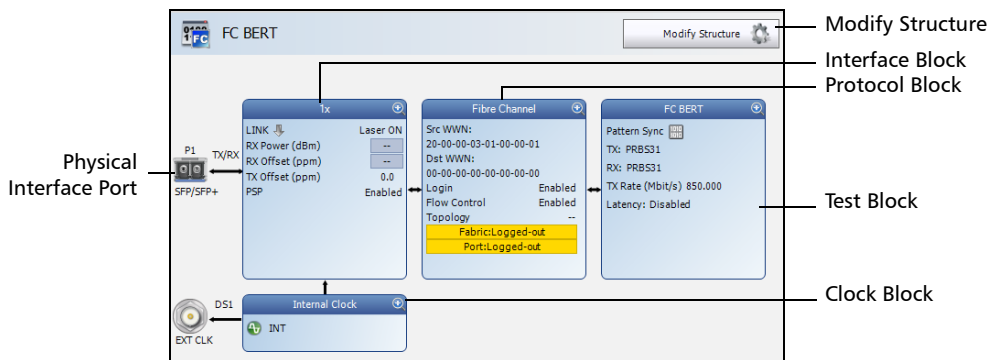 FC BERT
Modify Structure
Modify Structure
Interface Block
Protocol Block
Physical
Interface Port
P1
TX/RX
SFP/SFP+
1x
LINK Laser ON
RX Power (dBm) --
RX Offset (ppm) --
TX Offset (ppm) 0.0
PSP Enabled
Fibre Channel
Src WWN:
20-00-00-03-01-00-00-01
Dst WWN:
00-00-00-00-00-00-00-00
Login Enabled
Flow Control Enabled
Topology --
Fabric:Logged-out
Port:Logged-out
FC BERT
Pattern Sync
TX: PRBS31
RX: PRBS31
TX Rate (Mbit/s) 850.000
Latency: Disabled
Test Block
DS1
EXT CLK
Internal Clock
INT
Clock Block